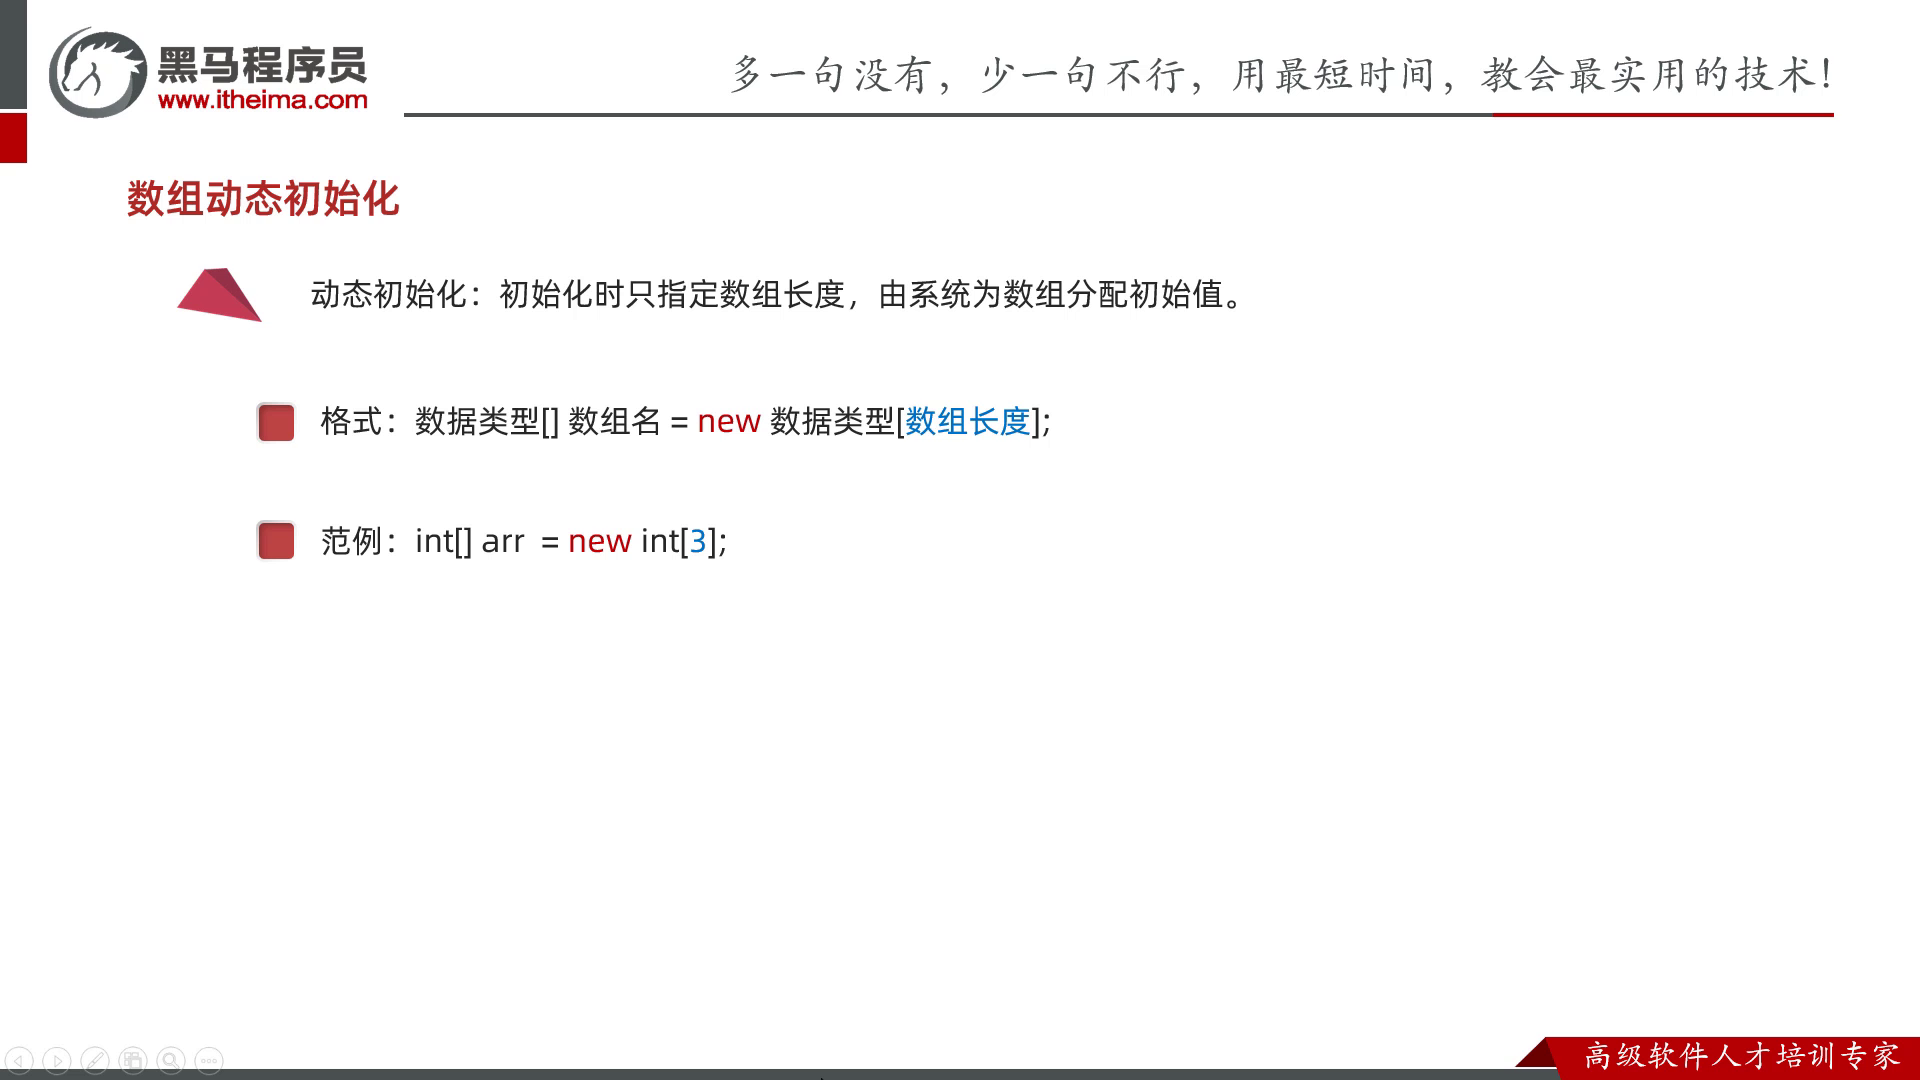 黑马程序员
www.itheima.com
多一句没有，少一句不行，用最短时间，教会最实用的技术！
数组动态初始化
动态初始化：初始化时只指定数组长度，由系统为数组分配初始值。
格式：数据类型[] 数组名 = new 数据类型[数组长度];
范例：int[] arr  = new int[3];
高级软件人才培训专家